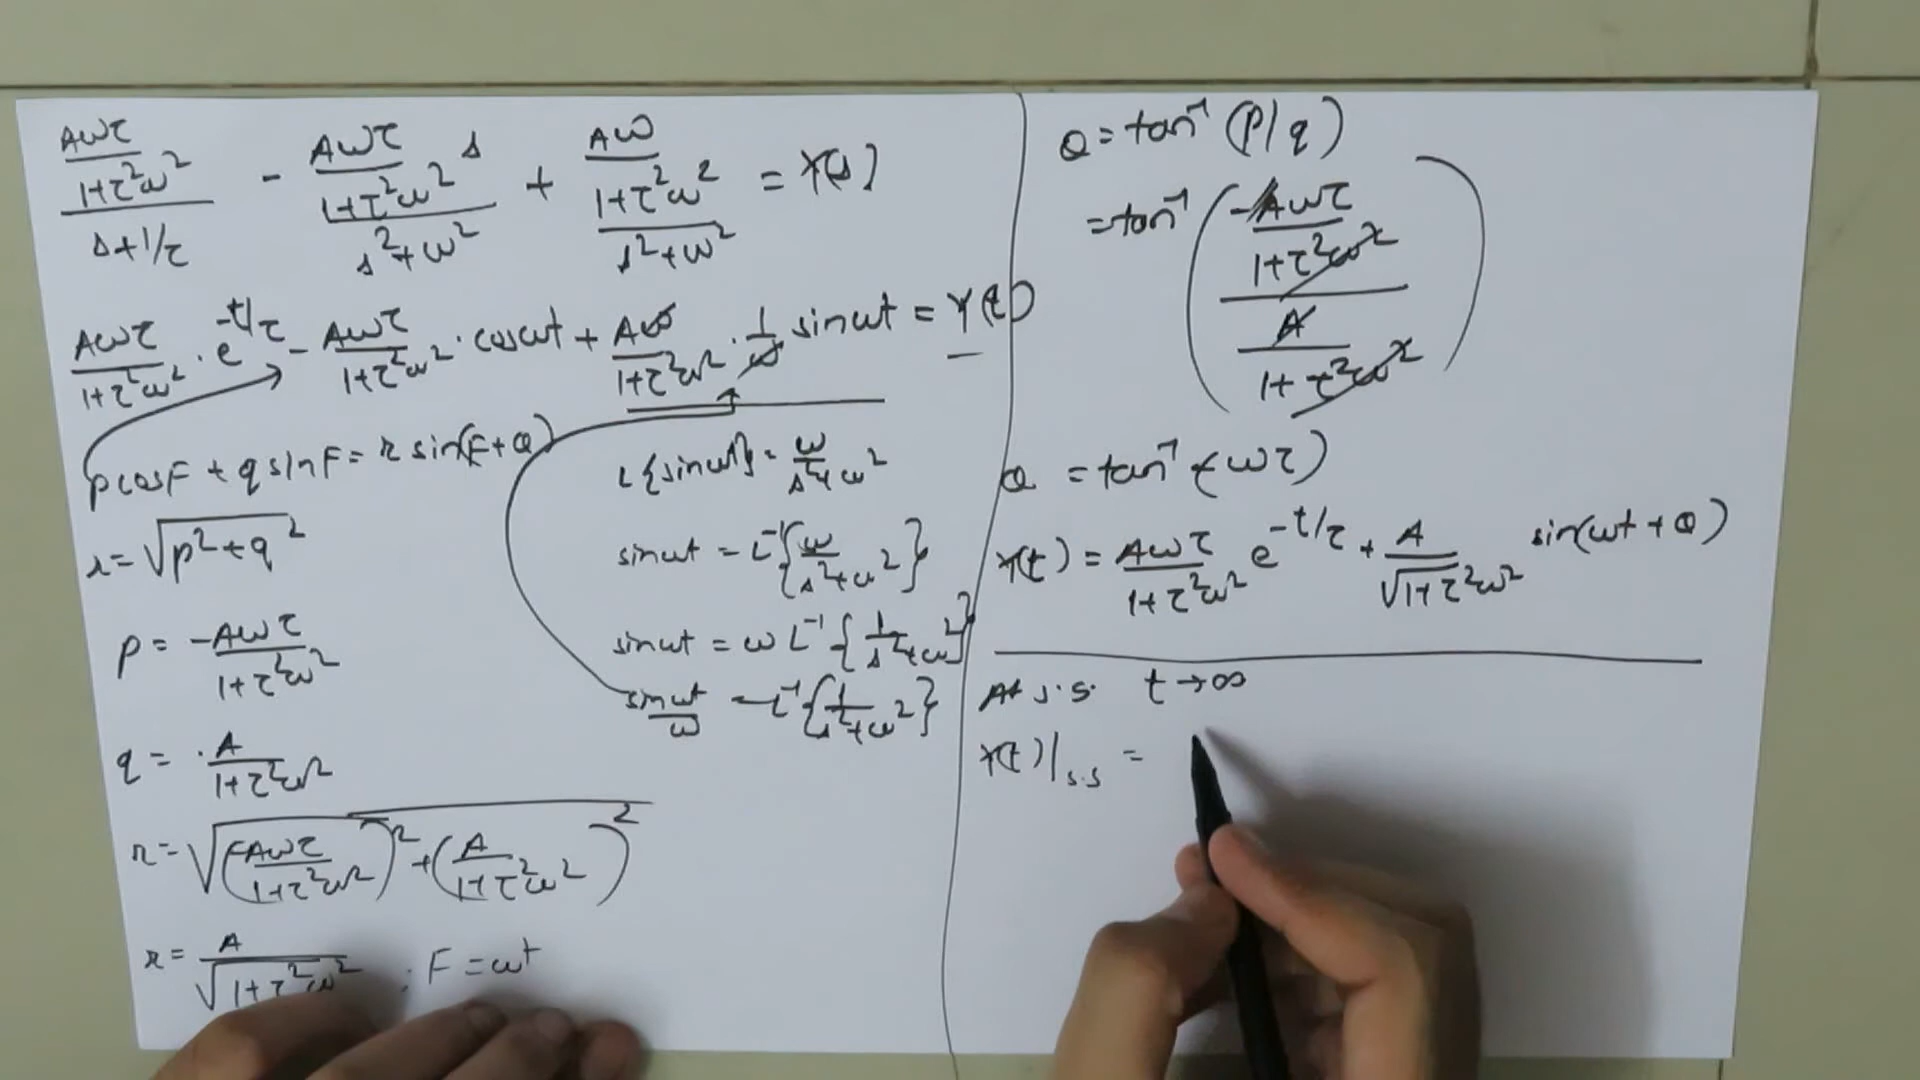 Aωτ/(1+τ²ω²) / (s+1/τ) - Aωτ/(1+τ²ω²) s / (s²+ω²) + Aω/(1+τ²ω²) / (s²+ω²) = Y(s)
Aωτ/(1+τ²ω²) · e^(-t/τ) - Aωτ/(1+τ²ω²) · cosωt + Aω/(1+τ²ω²) · 1/ω sinωt = Y(t)
pcosF + qsinF = r sin(F+θ)
r = √(p²+q²)
p = -Aωτ/(1+τ²ω²)
q = A/(1+τ²ω²)
r = √((-Aωτ/(1+τ²ω²))² + (A/(1+τ²ω²))²)
r = A/√(1+τ²ω²) ; F = ωt
L{sinωt} = ω/(s²+ω²)
sinωt = L⁻¹{ω/(s²+ω²)}
sinωt = ω L⁻¹{1/(s²+ω²)}
sinωt/ω = L⁻¹{1/(s²+ω²)}
θ = tan⁻¹(p/q)
= tan⁻¹((-Aωτ/(1+τ²ω²)) / (A/(1+τ²ω²)))
θ = tan⁻¹(-ωτ)
Y(t) = Aωτ/(1+τ²ω²) e^(-t/τ) + A/√(1+τ²ω²) sin(ωt+θ)
At s.s. t→∞
Y(t)|s.s =